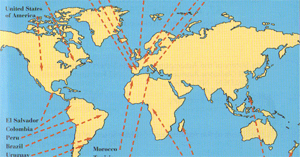 United States
of America
El Salvador
Colombia
Peru
Brazil
Uruguay
Morocco